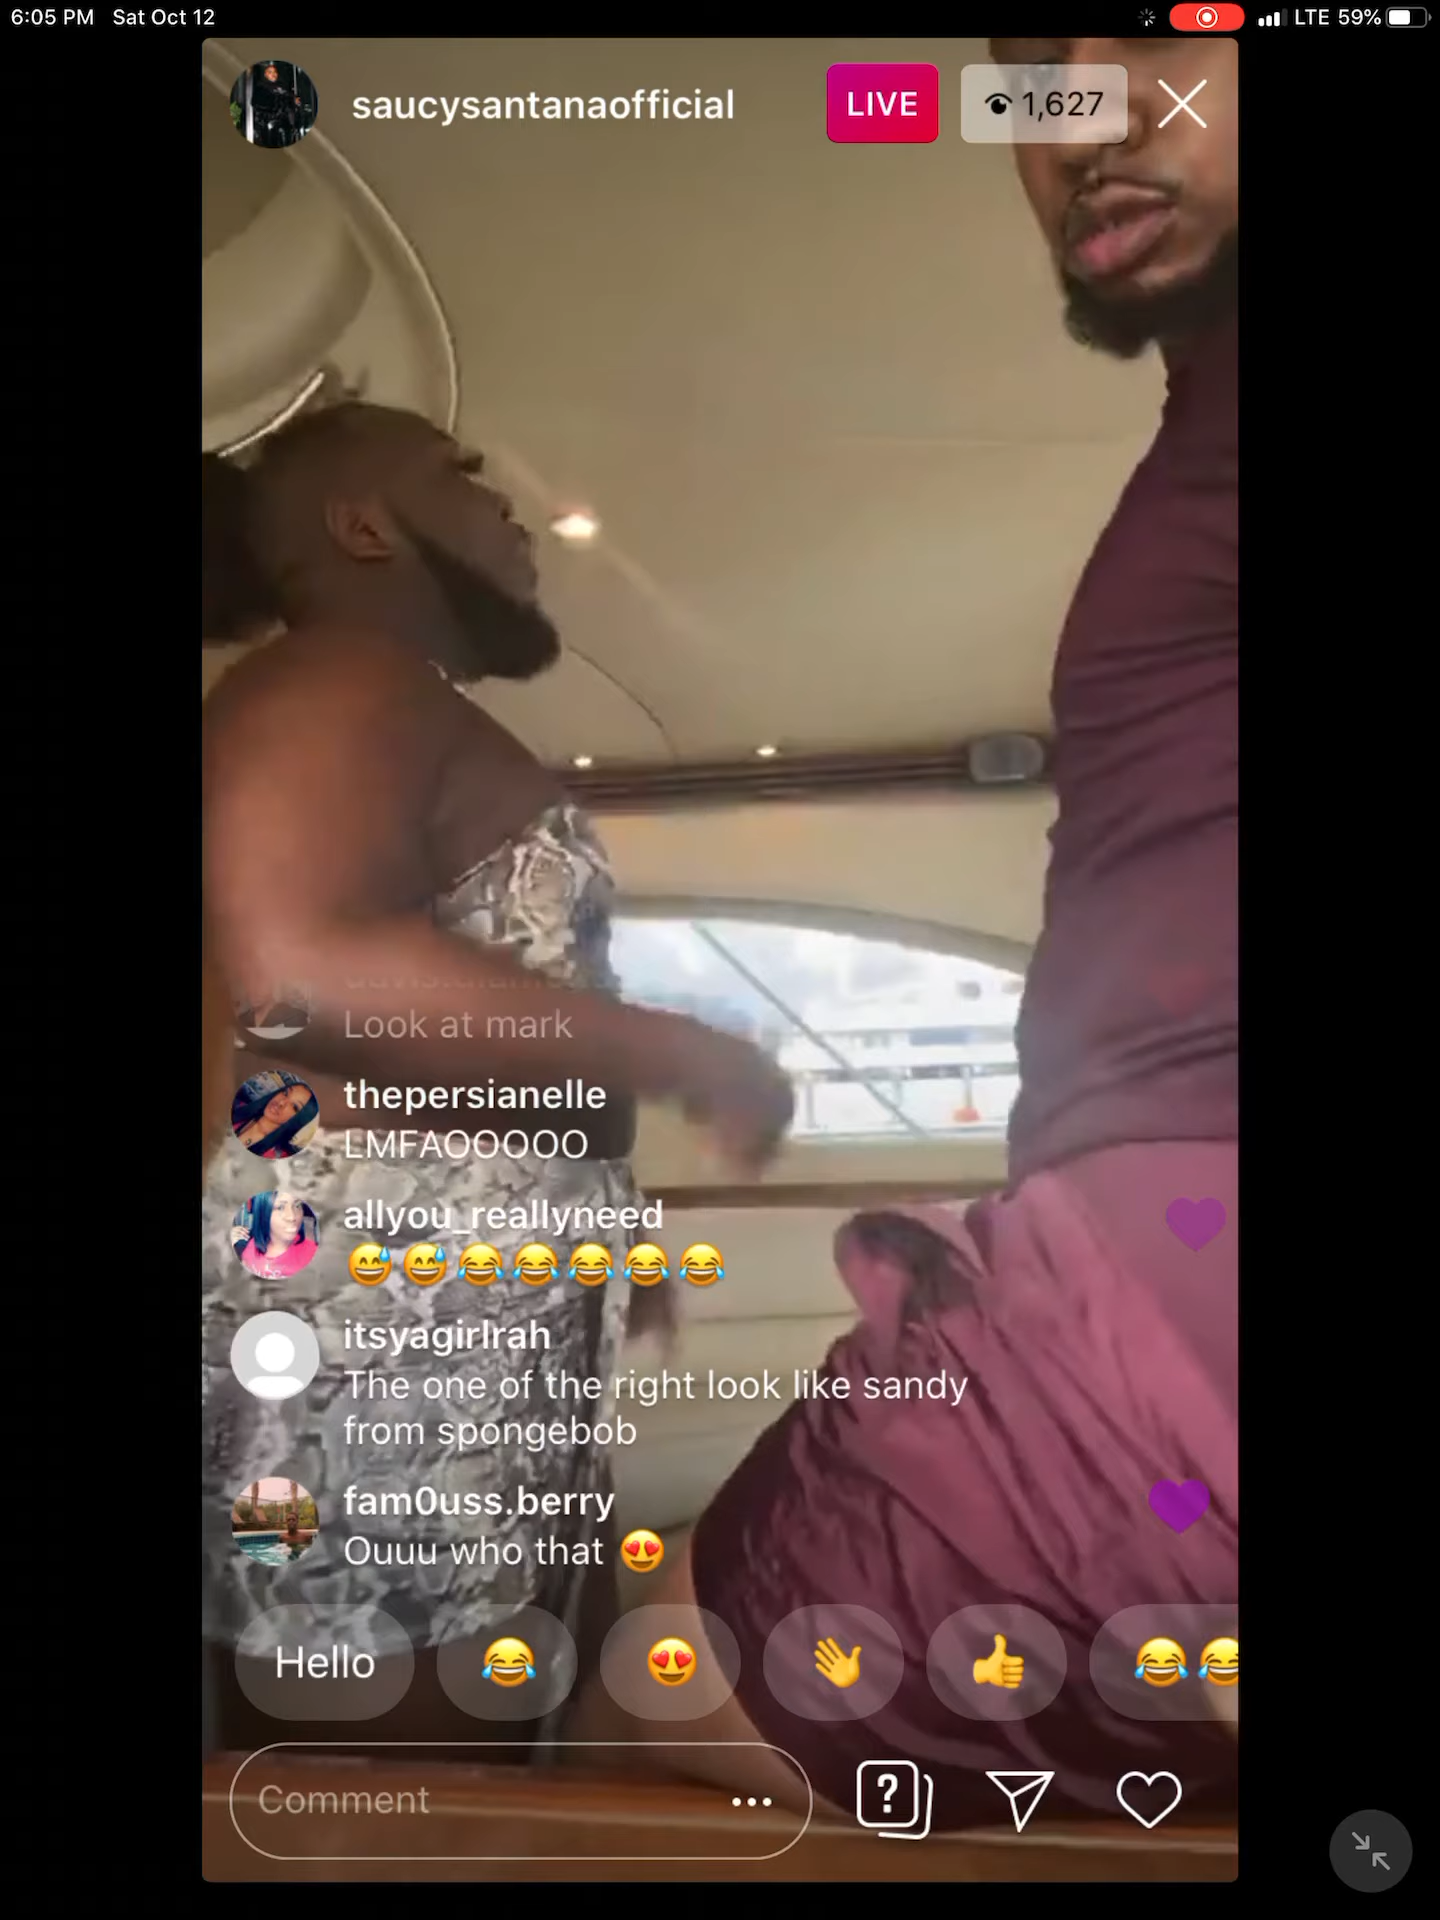 6:05 PM Sat Oct 12
LTE 59%
saucysantanaofficial
LIVE
1,627
Look at mark
thepersianelle
LMFAOOOOO
allyou_reallyneed
😅😅😂😂😂😂😂
itsyagirlrah
The one of the right look like sandy
from spongebob
fam0uss.berry
Ouuu who that 😍
Hello 😂 😍 👋 👍 😂😂
Comment
?